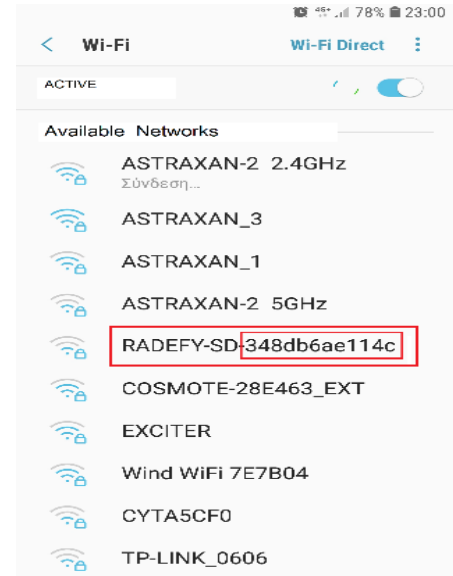 78% 23:00
< Wi-Fi Wi-Fi Direct
ACTIVE
Available Networks
ASTRAXAN-2 2.4GHz
Σύνδεση...
ASTRAXAN_3
ASTRAXAN_1
ASTRAXAN-2 5GHz
RADEFY-SD-348db6ae114c
COSMOTE-28E463_EXT
EXCITER
Wind WiFi 7E7B04
CYTA5CF0
TP-LINK_0606